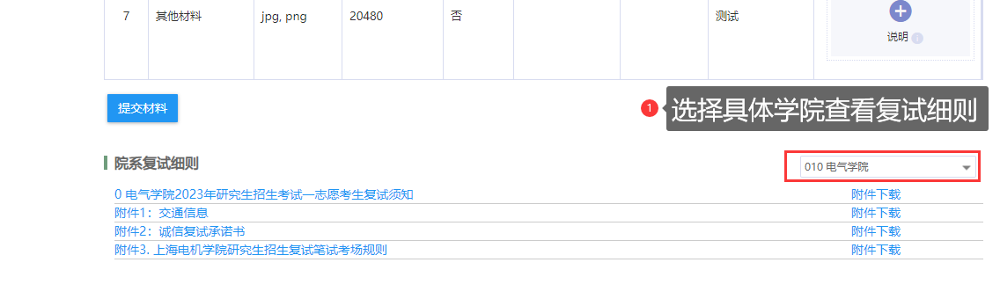 7 其他材料 jpg, png 20480 否 测试
说明
提交材料
1 选择具体学院查看复试细则
院系复试细则 010 电气学院
0 电气学院2023年研究生招生考试一志愿考生复试须知 附件下载
附件1：交通信息 附件下载
附件2：诚信复试承诺书 附件下载
附件3. 上海电机学院研究生招生复试笔试考场规则 附件下载